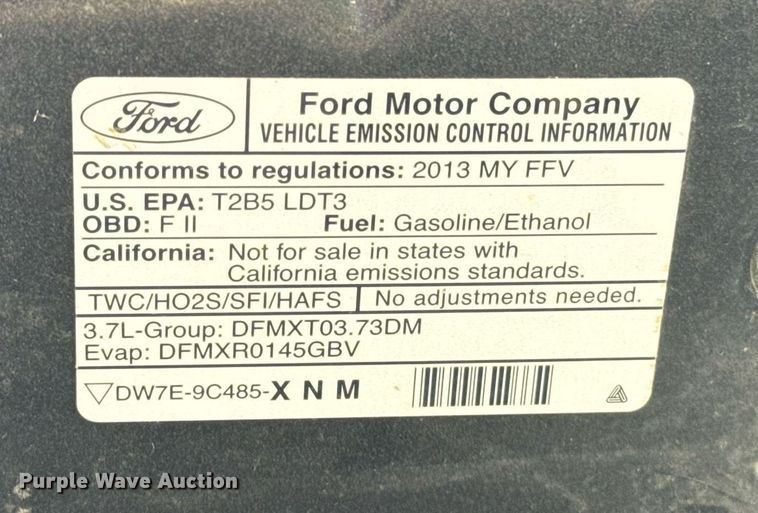 Ford
Ford Motor Company
VEHICLE EMISSION CONTROL INFORMATION
Conforms to regulations: 2013 MY FFV
U.S. EPA: T2B5 LDT3
OBD: F II Fuel: Gasoline/Ethanol
California: Not for sale in states with
California emissions standards.
TWC/HO2S/SFI/HAFS No adjustments needed.
3.7L-Group: DFMXT03.73DM
Evap: DFMXR0145GBV
DW7E-9C485-X N M
Purple Wave Auction